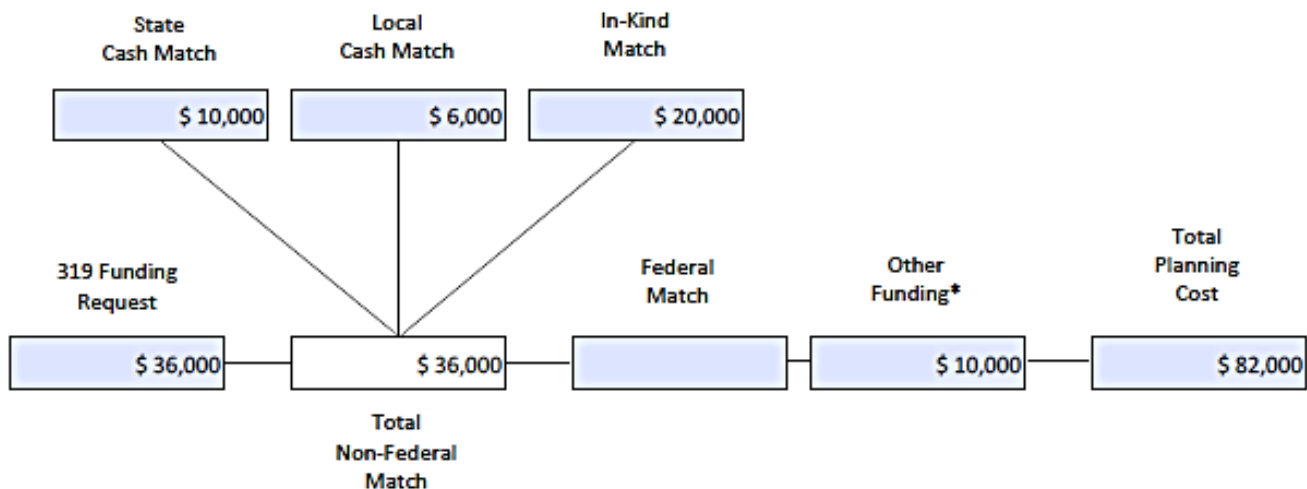 State
Cash Match
Local
Cash Match
In-Kind
Match
$ 10,000
$ 6,000
$ 20,000
319 Funding
Request
Federal
Match
Other
Funding*
Total
Planning
Cost
$ 36,000
$ 36,000
$ 10,000
$ 82,000
Total
Non-Federal
Match